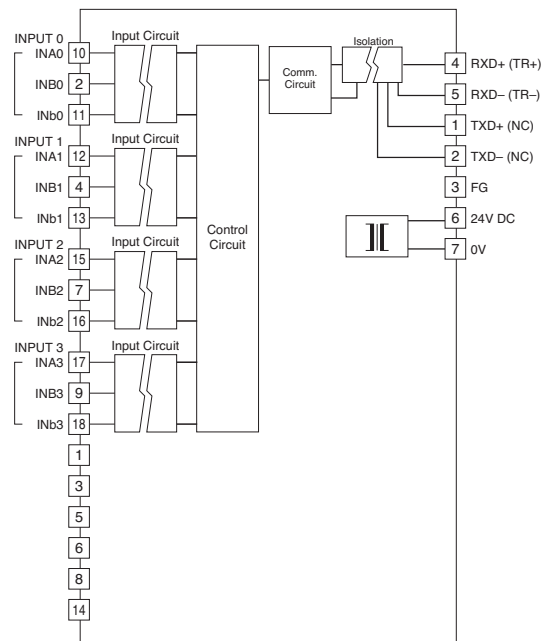 INPUT 0
INA0 10
INB0 2
INb0 11
Input Circuit
INPUT 1
INA1 12
INB1 4
INb1 13
Input Circuit
INPUT 2
INA2 15
INB2 7
INb2 16
Input Circuit
INPUT 3
INA3 17
INB3 9
INb3 18
Input Circuit
1
3
5
6
8
14
Control
Circuit
Comm.
Circuit
Isolation
4 RXD+ (TR+)
5 RXD– (TR–)
1 TXD+ (NC)
2 TXD– (NC)
3 FG
6 24V DC
7 0V